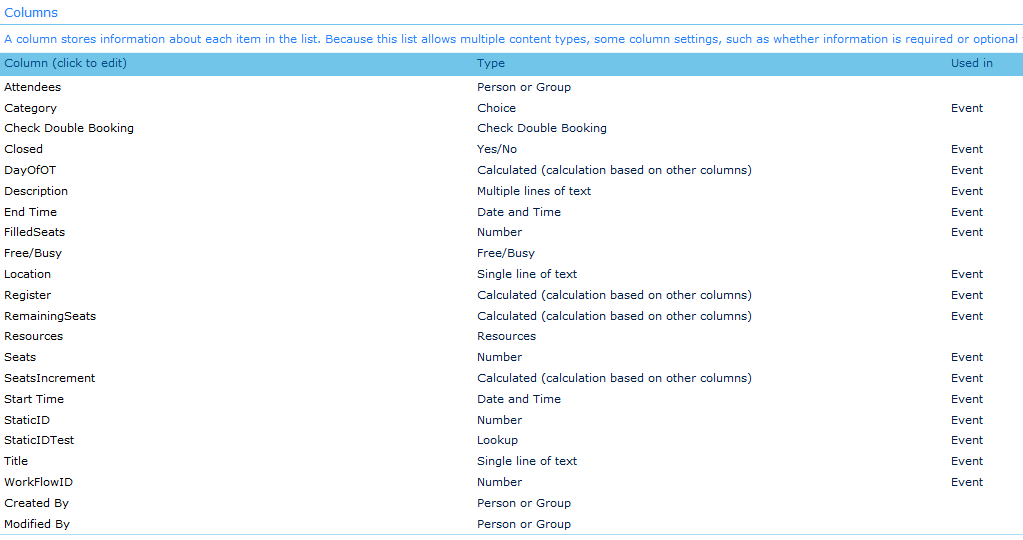 Columns
A column stores information about each item in the list. Because this list allows multiple content types, some column settings, such as whether information is required or optional
Column (click to edit) Type Used in
Attendees Person or Group
Category Choice Event
Check Double Booking Check Double Booking
Closed Yes/No Event
DayOfOT Calculated (calculation based on other columns) Event
Description Multiple lines of text Event
End Time Date and Time Event
FilledSeats Number Event
Free/Busy Free/Busy
Location Single line of text Event
Register Calculated (calculation based on other columns) Event
RemainingSeats Calculated (calculation based on other columns) Event
Resources Resources
Seats Number Event
SeatsIncrement Calculated (calculation based on other columns) Event
Start Time Date and Time Event
StaticID Number Event
StaticIDTest Lookup Event
Title Single line of text Event
WorkFlowID Number Event
Created By Person or Group
Modified By Person or Group